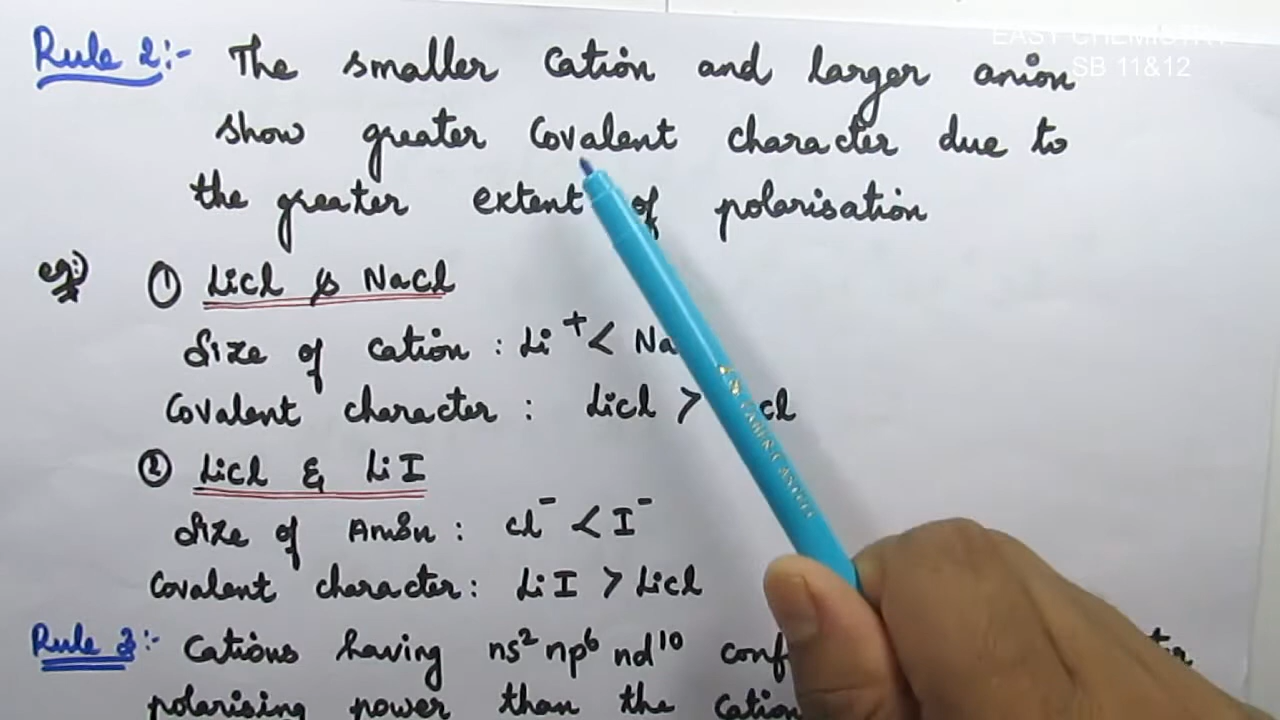 EASY CHEMISTRY
SB 11&12
Rule 2:- The smaller Cation and larger anion
show greater Covalent character due to
the greater extent of polarisation
eg:) ① LiCl & NaCl
Size of cation : Li⁺ < Na
Covalent character : LiCl > Cl
② LiCl & LiI
Size of Anion : Cl⁻ < I⁻
Covalent character : LiI > LiCl
Rule 3:- Cations having ns² np⁶ nd¹⁰ conf
polarising power than the cation